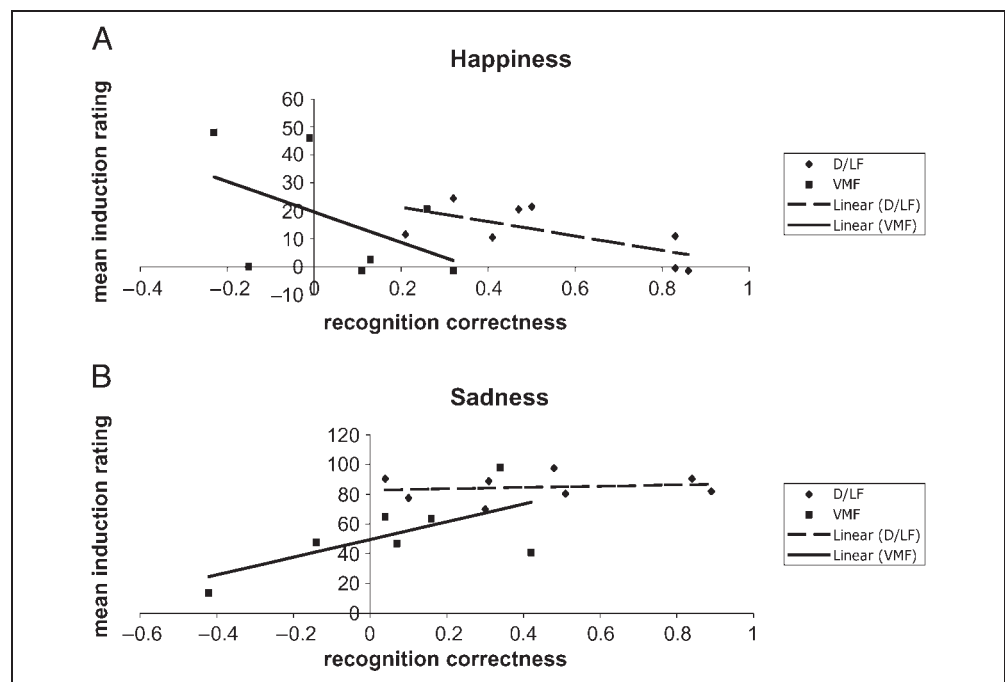 A
Happiness
mean induction rating
60
50
40
30
20
10
0
−10
−0.4
−0.2
0
0.2
0.4
0.6
0.8
1
recognition correctness
D/LF
VMF
Linear (D/LF)
Linear (VMF)
B
Sadness
mean induction rating
120
100
80
60
40
20
0
−0.6
−0.4
−0.2
0
0.2
0.4
0.6
0.8
1
recognition correctness
D/LF
VMF
Linear (D/LF)
Linear (VMF)